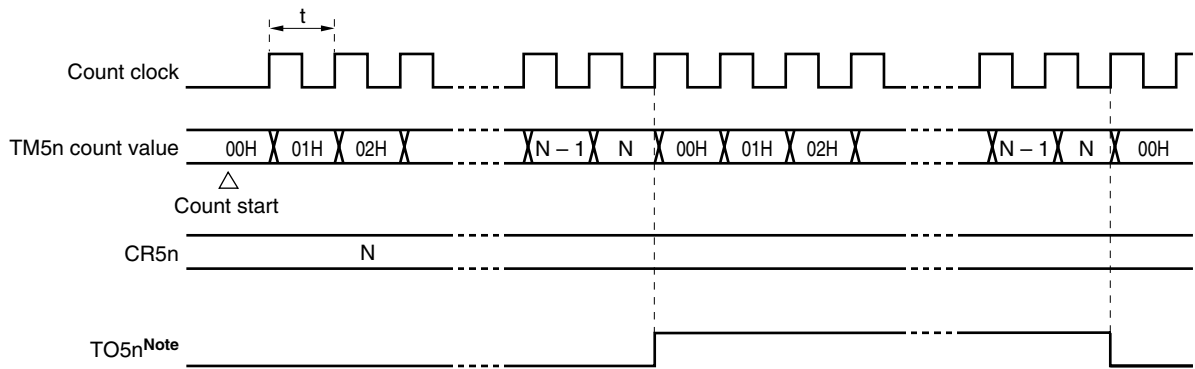 t
Count clock
TM5n count value 00H 01H 02H N – 1 N 00H 01H 02H N – 1 N 00H
Count start
CR5n N
TO5nNote